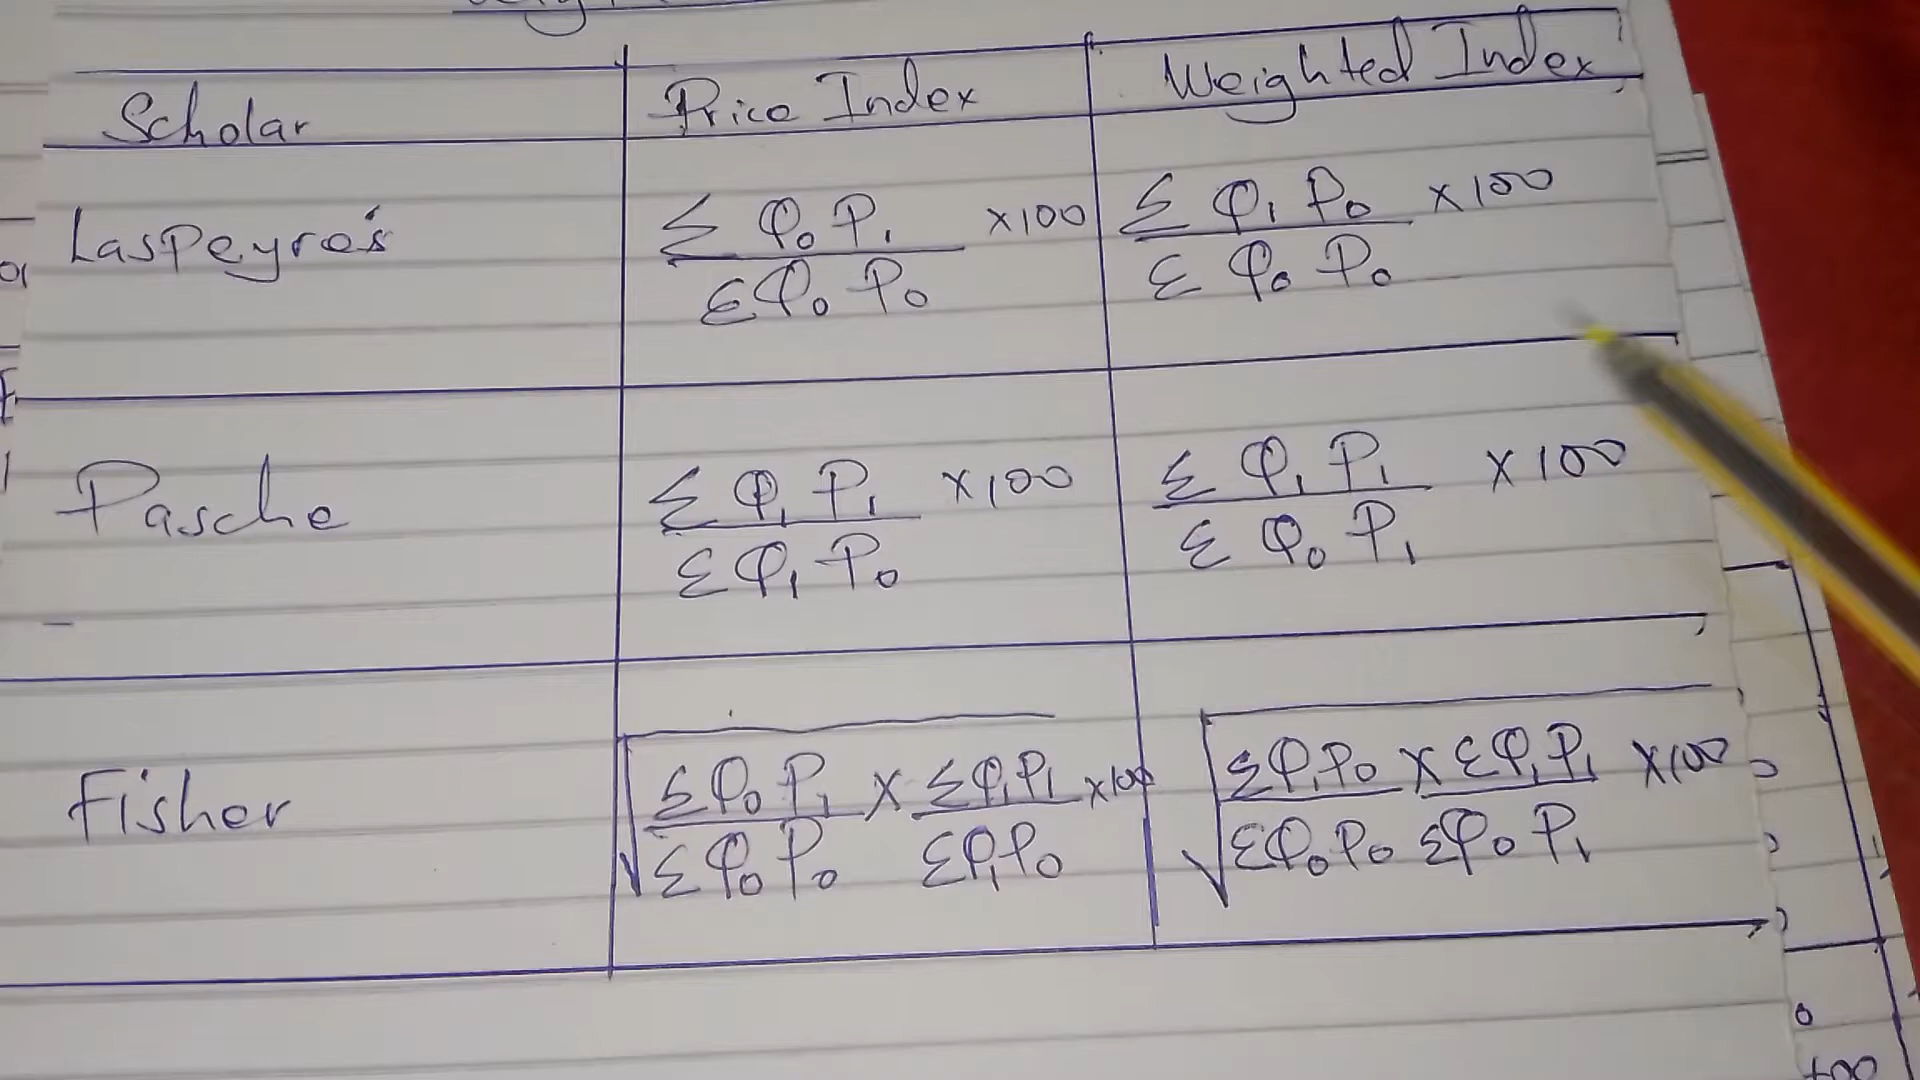 Scholar Price Index Weighted Index
Laspeyre's Σ Q₀ P₁ ×100 Σ Q₁ P₀ ×100
Σ Q₀ P₀ Σ Q₀ P₀
Pasche Σ Q₁ P₁ ×100 Σ Q₁ P₁ ×100
Σ Q₁ P₀ Σ Q₀ P₁
Fisher √ Σ Q₀ P₁ × Σ Q₁ P₁ ×100 √ Σ Q₁ P₀ × Σ Q₁ P₁ ×100
Σ Q₀ P₀ Σ Q₁ P₀ Σ Q₀ P₀ Σ Q₀ P₁